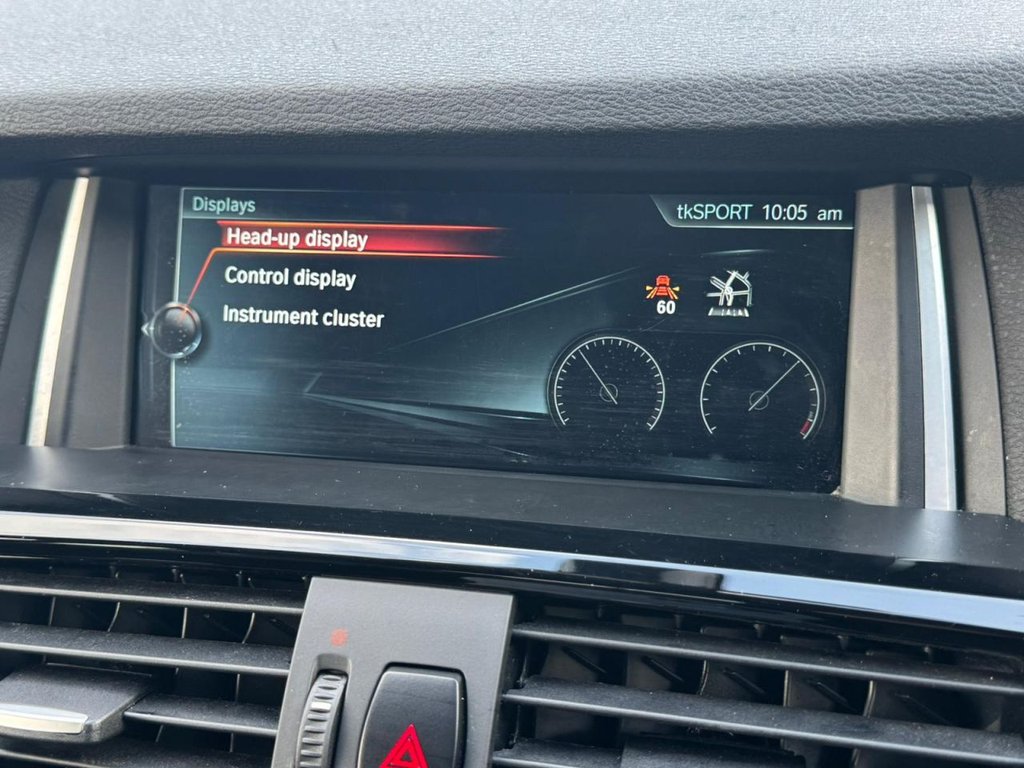 Displays
tkSPORT 10:05 am
Head-up display
Control display
Instrument cluster
60